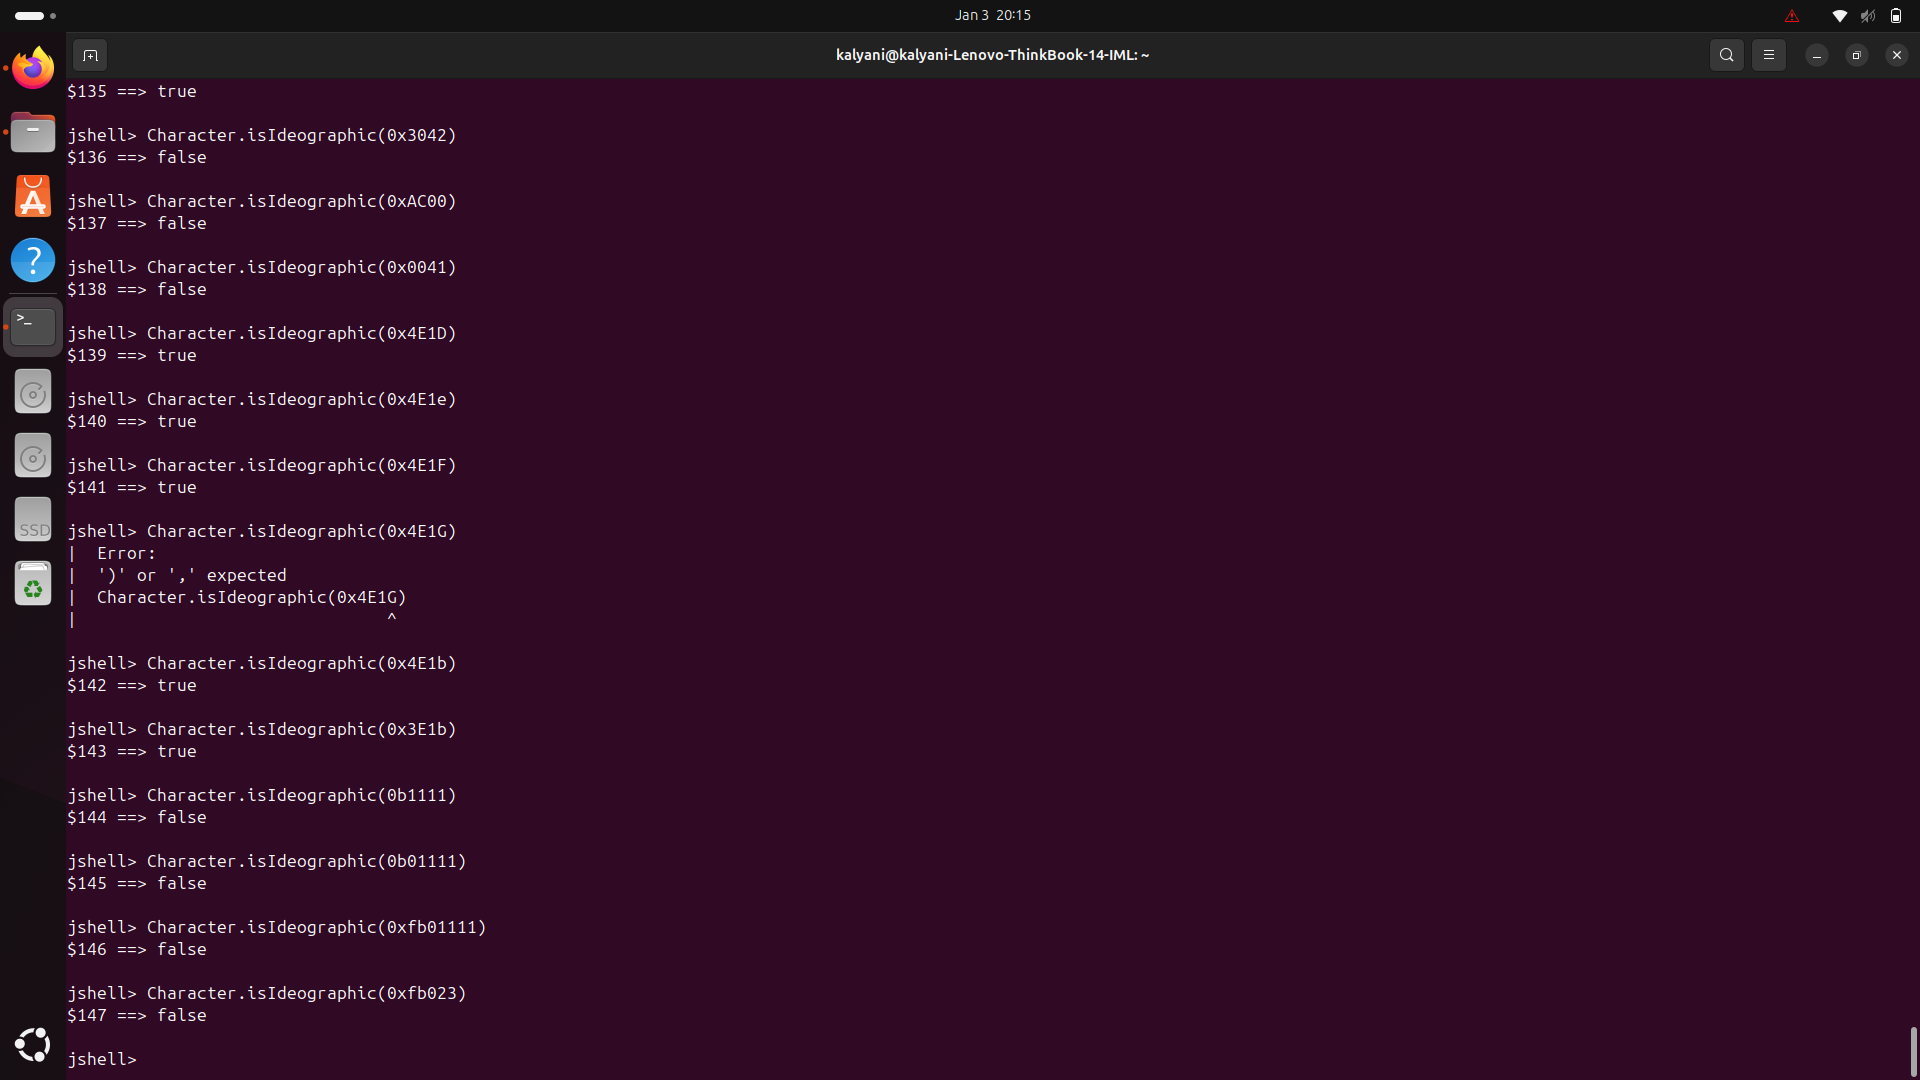 Jan 3 20:15
kalyani@kalyani-Lenovo-ThinkBook-14-IML: ~
$135 ==> true
jshell> Character.isIdeographic(0x3042)
$136 ==> false
jshell> Character.isIdeographic(0xAC00)
$137 ==> false
jshell> Character.isIdeographic(0x0041)
$138 ==> false
jshell> Character.isIdeographic(0x4E1D)
$139 ==> true
jshell> Character.isIdeographic(0x4E1e)
$140 ==> true
jshell> Character.isIdeographic(0x4E1F)
$141 ==> true
jshell> Character.isIdeographic(0x4E1G)
|  Error:
|  ')' or ',' expected
|  Character.isIdeographic(0x4E1G)
|                               ^
jshell> Character.isIdeographic(0x4E1b)
$142 ==> true
jshell> Character.isIdeographic(0x3E1b)
$143 ==> true
jshell> Character.isIdeographic(0b1111)
$144 ==> false
jshell> Character.isIdeographic(0b01111)
$145 ==> false
jshell> Character.isIdeographic(0xfb01111)
$146 ==> false
jshell> Character.isIdeographic(0xfb023)
$147 ==> false
jshell>
SSD